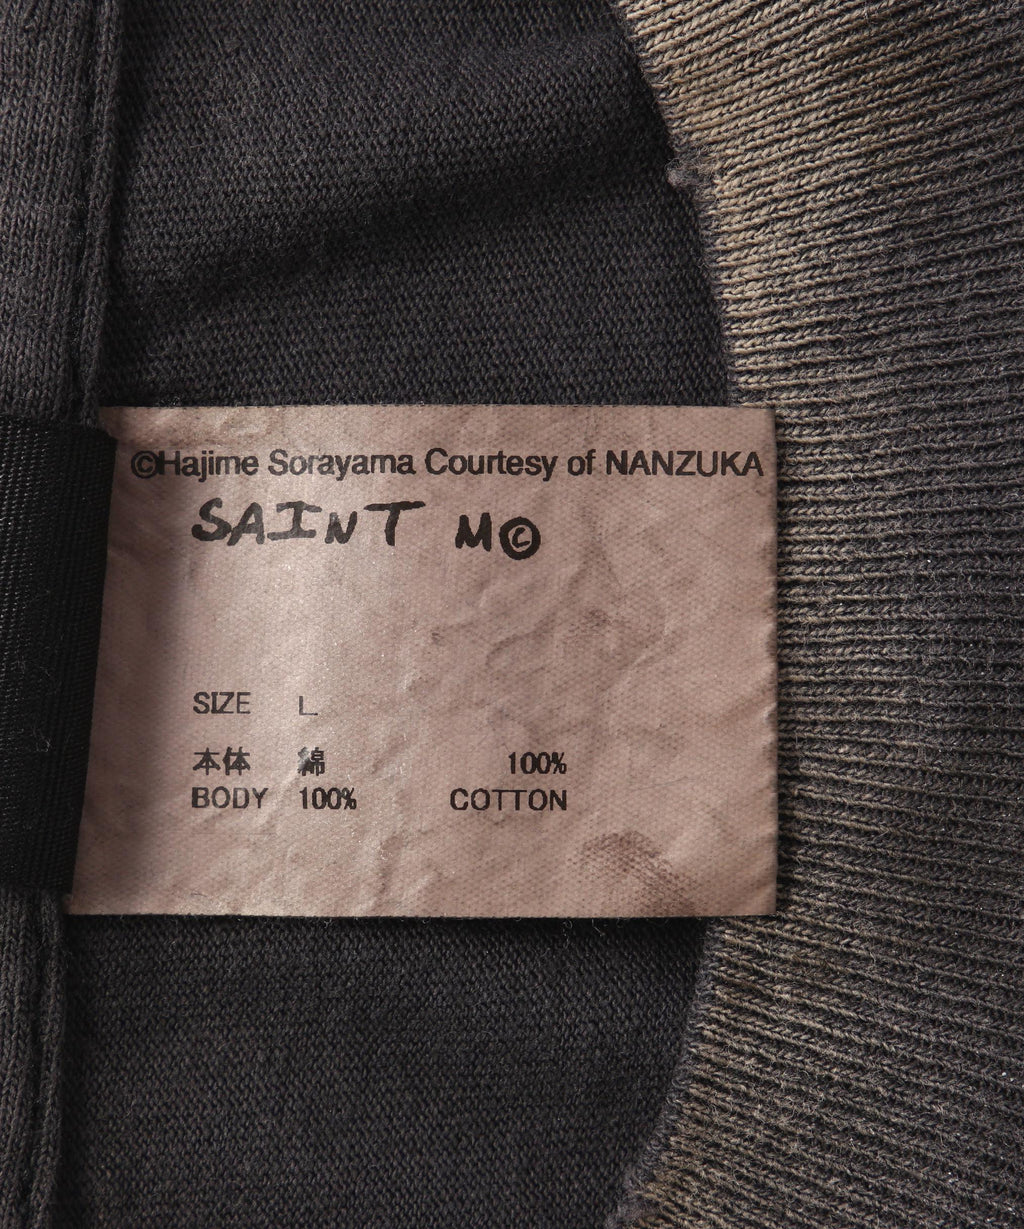 ©Hajime Sorayama Courtesy of NANZUKA
SAINT M©
SIZE L
本体 綿 100%
BODY 100% COTTON